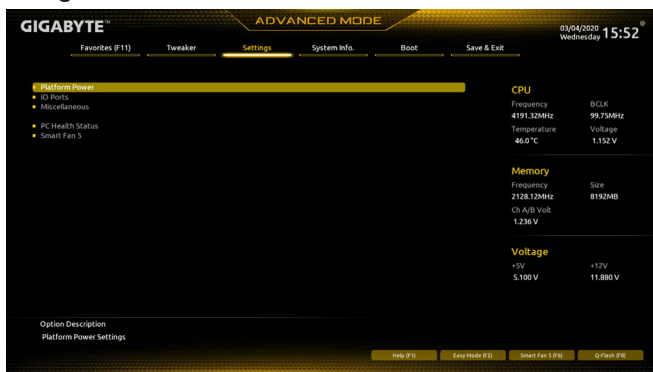 GIGABYTE™
ADVANCED MODE
03/04/2020
Wednesday 15:52
Favorites (F11) Tweaker Settings System Info. Boot Save & Exit
Platform Power
IO Ports
Miscellaneous
PC Health Status
Smart Fan 5
CPU
Frequency BCLK
4191.32MHz 99.75MHz
Temperature Voltage
46.0 °C 1.152 V
Memory
Frequency Size
2128.12MHz 8192MB
Ch A/B Volt
1.236 V
Voltage
+5V +12V
5.100 V 11.880 V
Option Description
Platform Power Settings
Help (F1) Easy Mode (F2) Smart Fan 5 (F6) Q-Flash (F8)